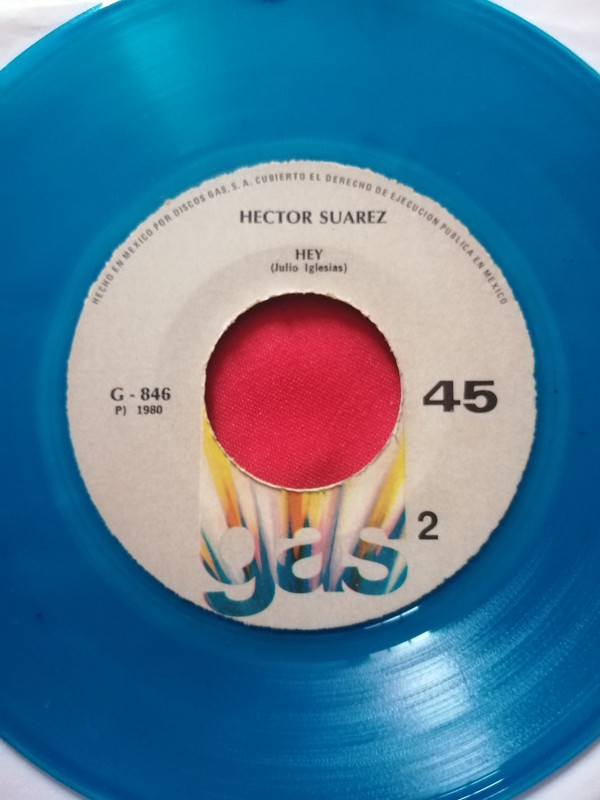 HECHO EN MEXICO POR DISCOS GAS, S. A. CUBIERTO EL DERECHO DE EJECUCION PUBLICA EN MEXICO
HECTOR SUAREZ
HEY
(Julio Iglesias)
G - 846
P) 1980
45
2
gas